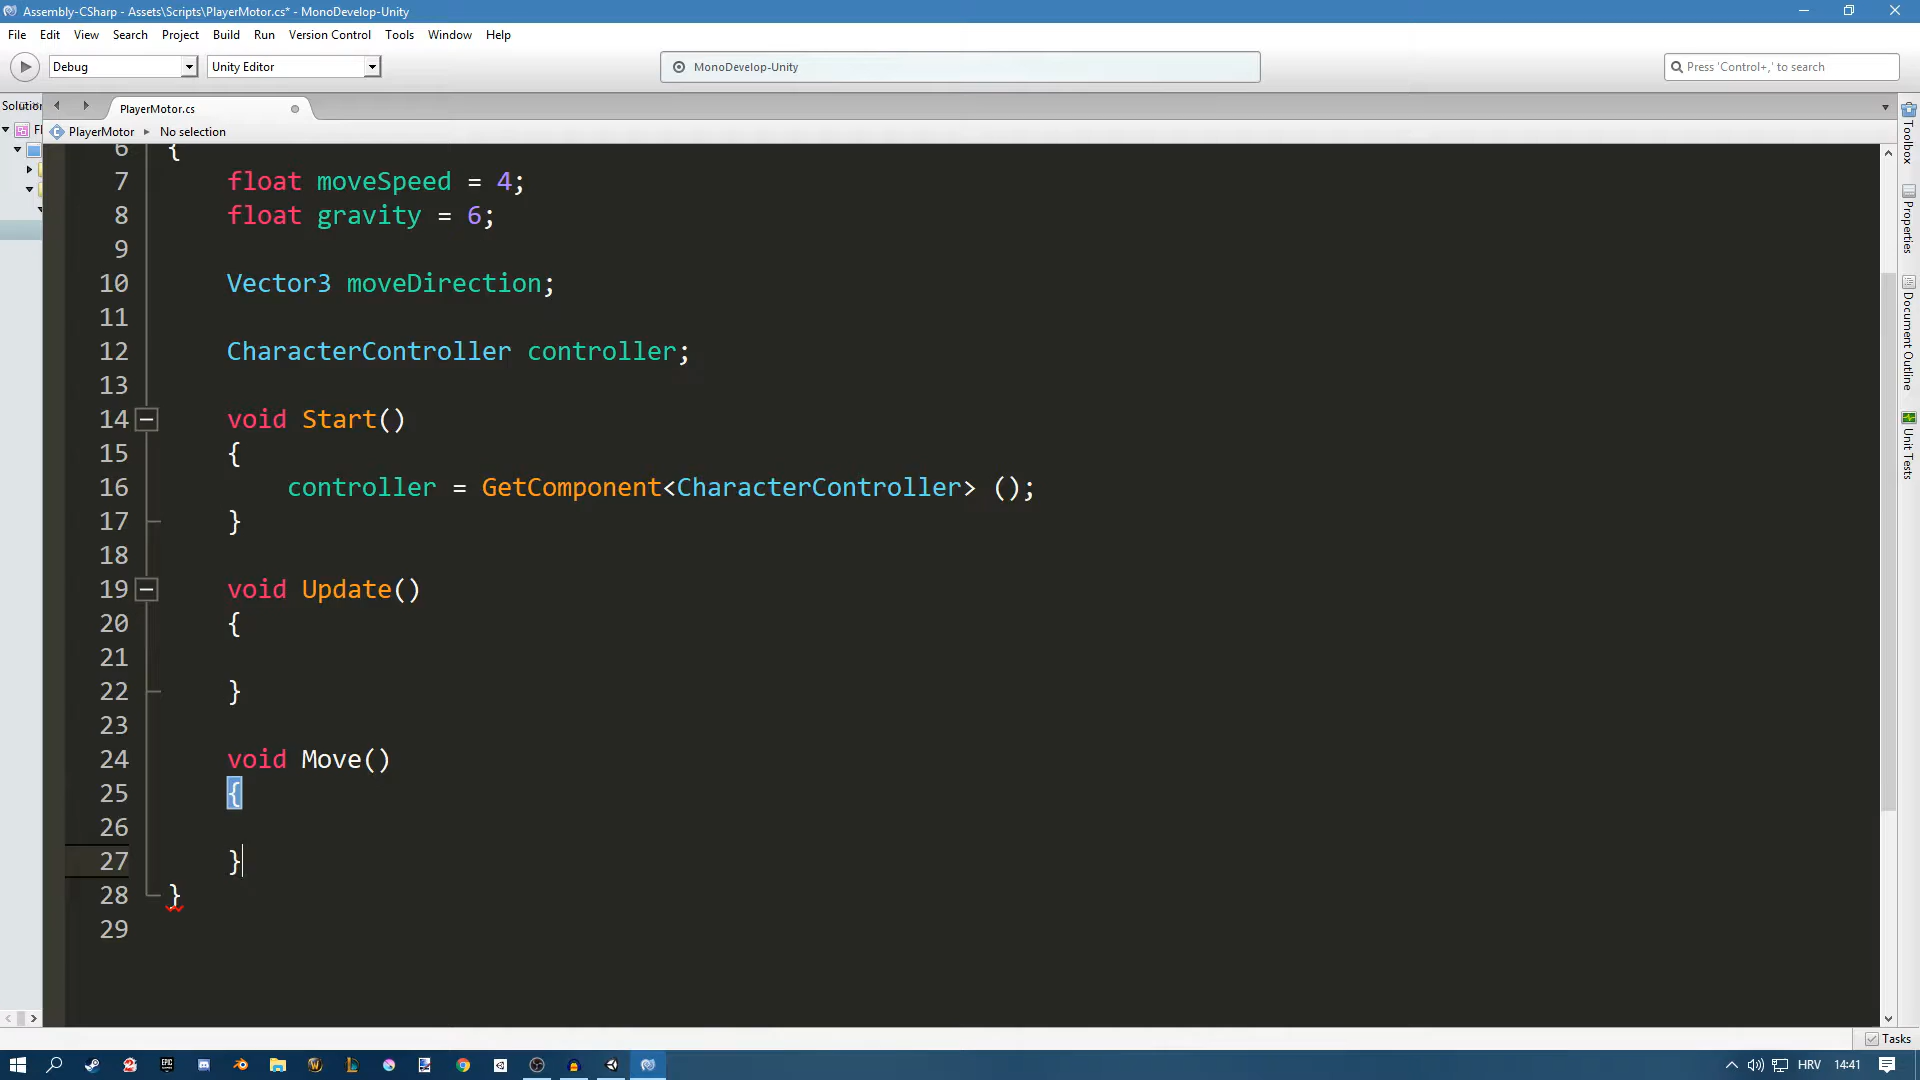 Assembly-CSharp - Assets\Scripts\PlayerMotor.cs* - MonoDevelop-Unity
File Edit View Search Project Build Run Version Control Tools Window Help
Debug Unity Editor MonoDevelop-Unity Press 'Control+,' to search
PlayerMotor.cs
PlayerMotor No selection
6 {
7 float moveSpeed = 4;
8 float gravity = 6;
9
10 Vector3 moveDirection;
11
12 CharacterController controller;
13
14 void Start()
15 {
16 controller = GetComponent<CharacterController> ();
17 }
18
19 void Update()
20 {
21
22 }
23
24 void Move()
25 {
26
27 }
28 }
29
Toolbox
Properties
Document Outline
Unit Tests
Tasks
HRV 14:41